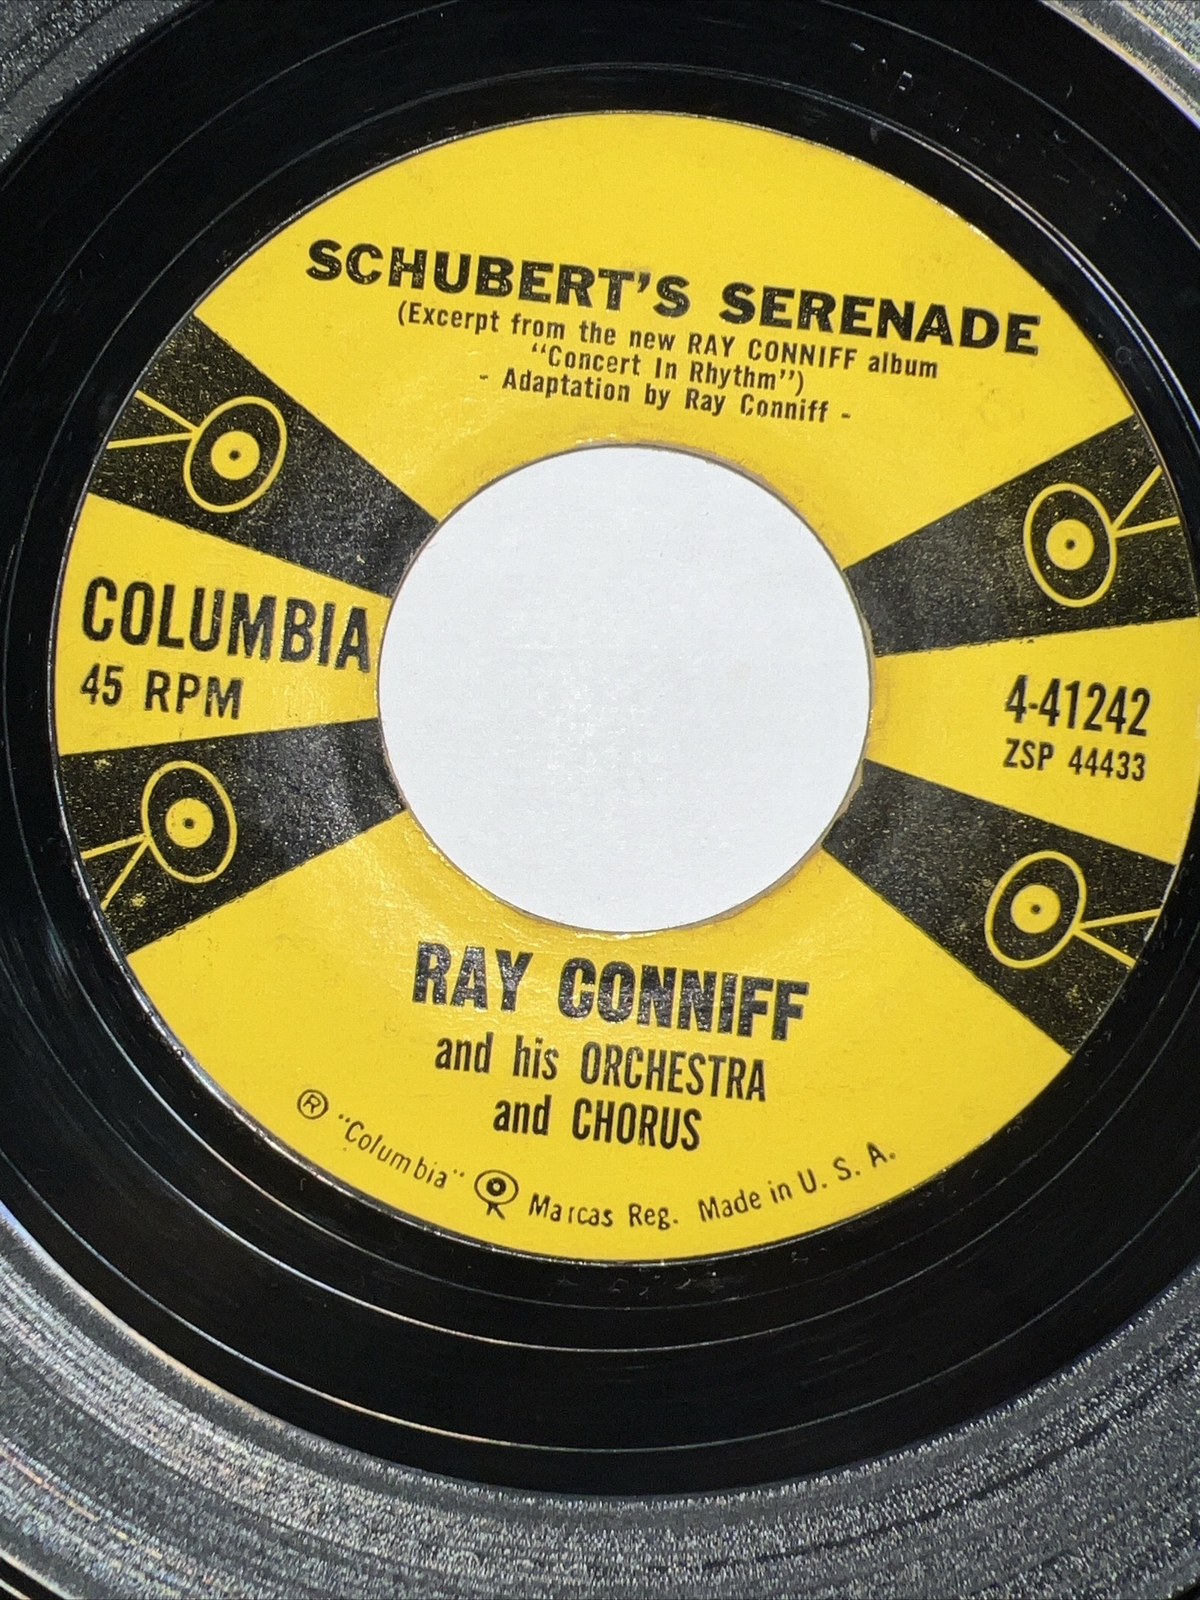 SCHUBERT'S SERENADE
(Excerpt from the new RAY CONNIFF album
"Concert In Rhythm")
- Adaptation by Ray Conniff -
COLUMBIA
45 RPM
4-41242
ZSP 44433
RAY CONNIFF
and his ORCHESTRA
and CHORUS
® "Columbia" Marcas Reg. Made in U. S. A.